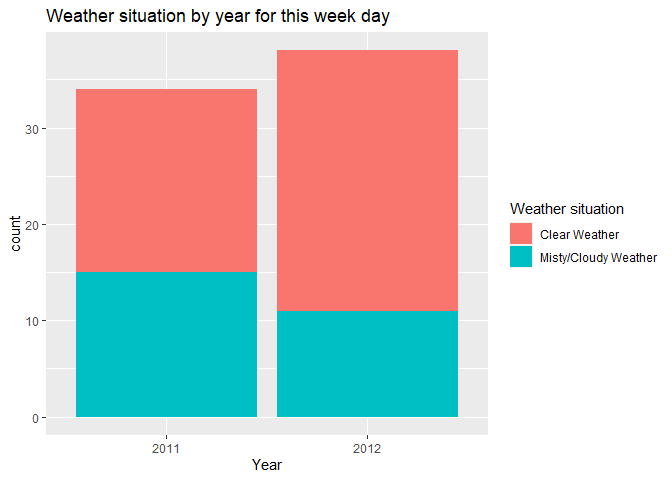 Weather situation by year for this week day
count
30
20
10
0
2011
2012
Year
Weather situation
Clear Weather
Misty/Cloudy Weather